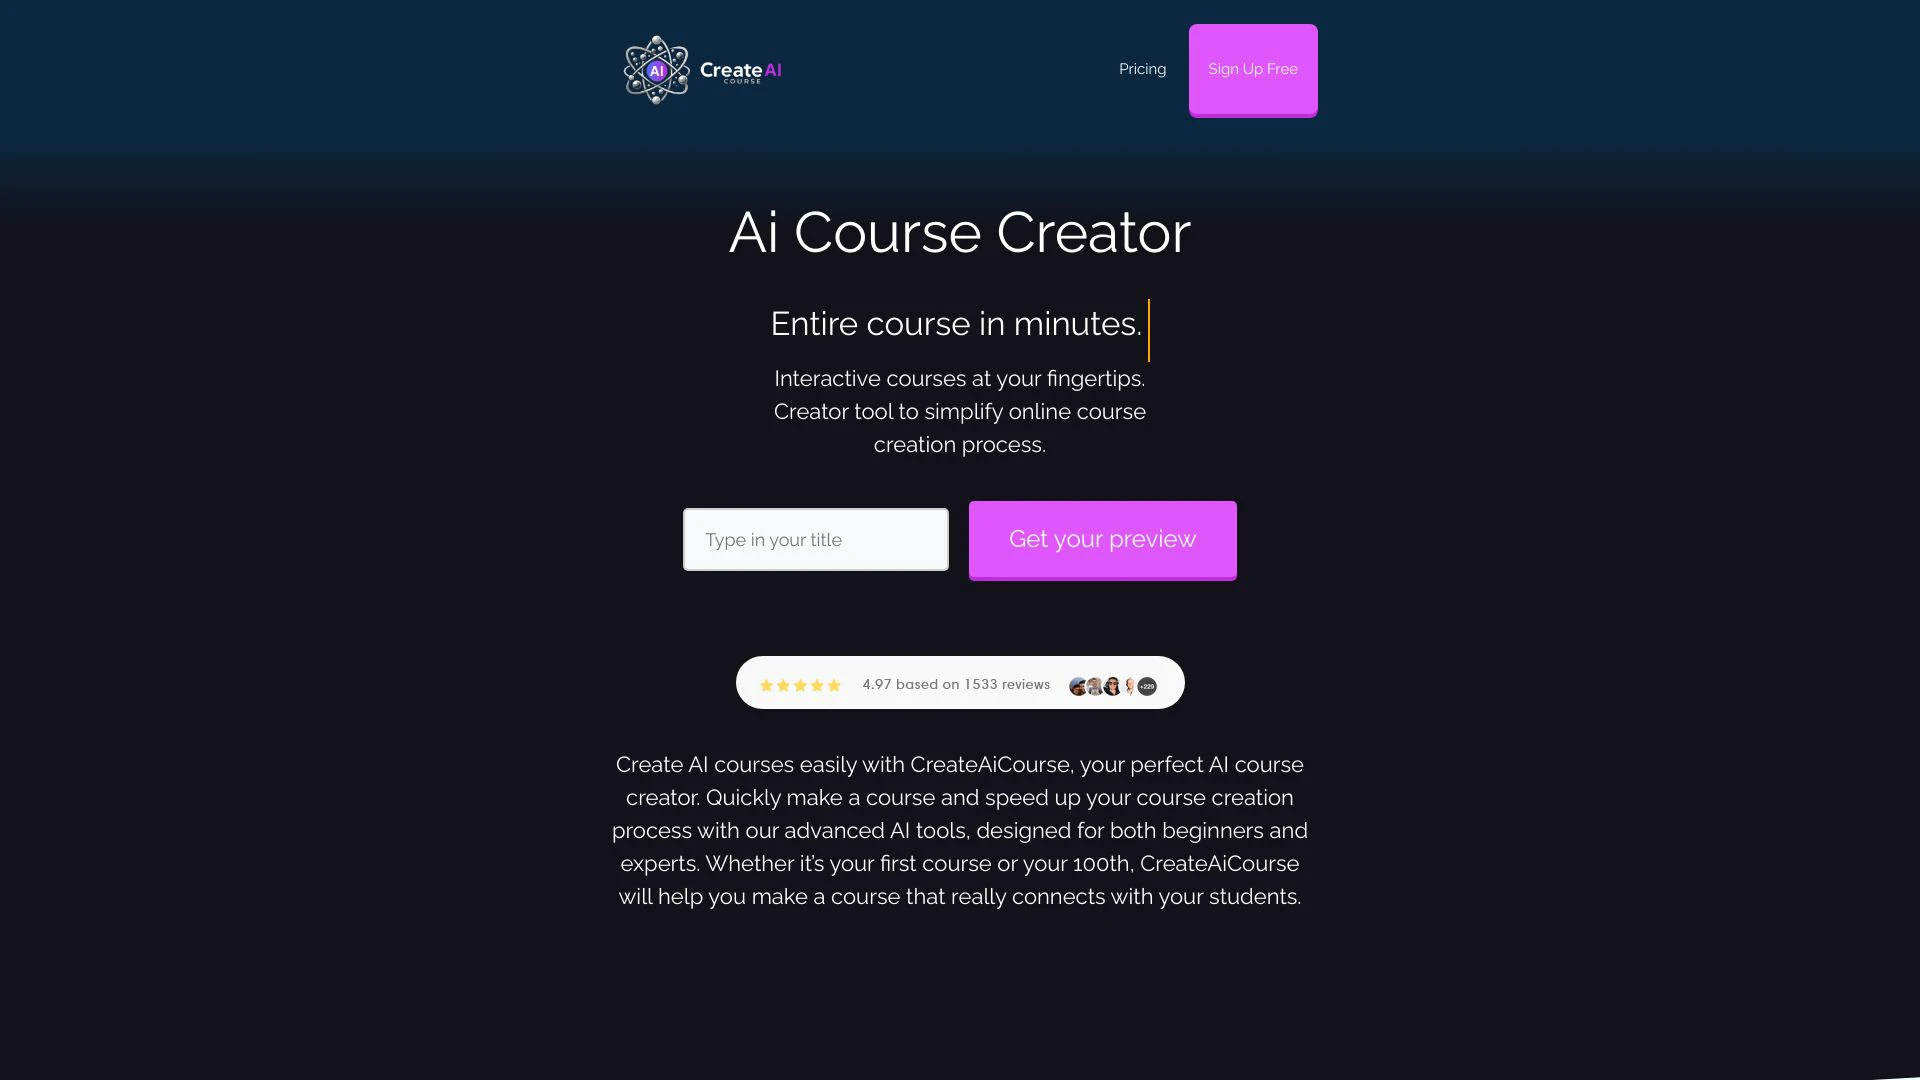 AI
Create AI
COURSE
Pricing
Sign Up Free
Ai Course Creator
Entire course in minutes.
Interactive courses at your fingertips.
Creator tool to simplify online course
creation process.
Type in your title
Get your preview
4.97 based on 1533 reviews
+229
Create AI courses easily with CreateAiCourse, your perfect AI course
creator. Quickly make a course and speed up your course creation
process with our advanced AI tools, designed for both beginners and
experts. Whether it’s your first course or your 100th, CreateAiCourse
will help you make a course that really connects with your students.